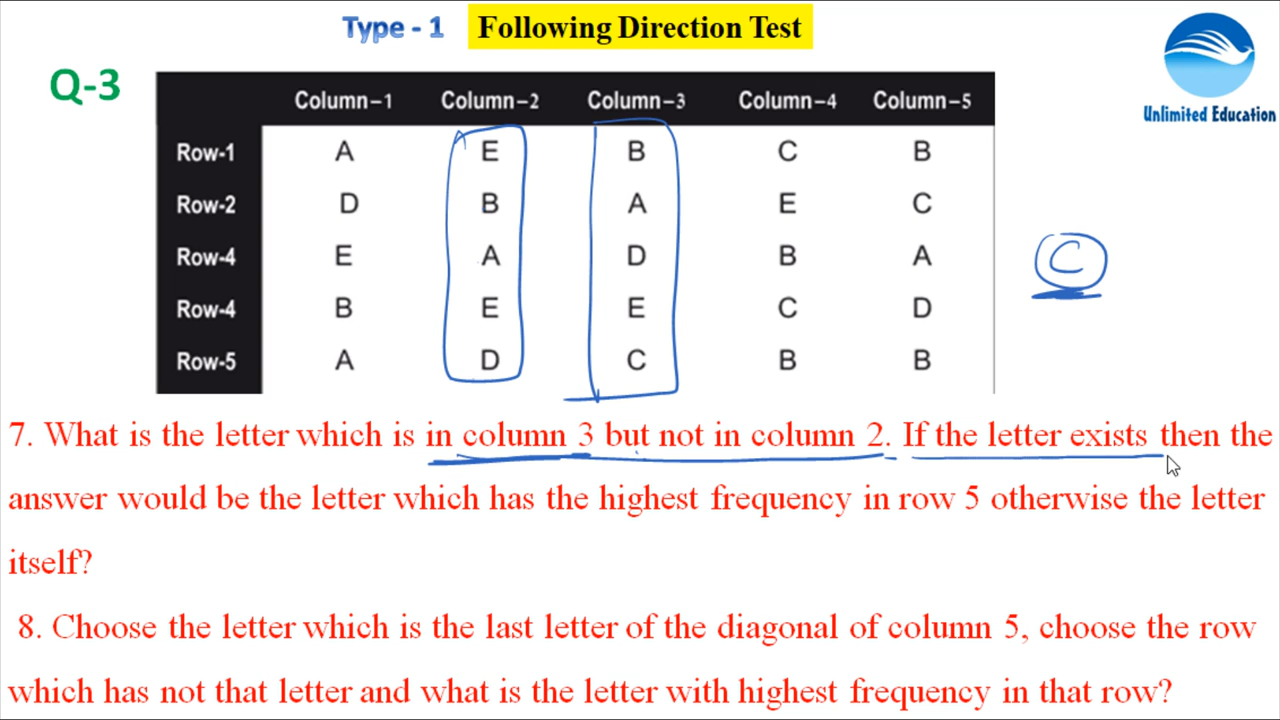 Type - 1 Following Direction Test
Unlimited Education
Q-3
Column-1 Column-2 Column-3 Column-4 Column-5
Row-1 A E B C B
Row-2 D B A E C
Row-4 E A D B A
C
Row-4 B E E C D
Row-5 A D C B B
7. What is the letter which is in column 3 but not in column 2. If the letter exists then the
answer would be the letter which has the highest frequency in row 5 otherwise the letter
itself?
8. Choose the letter which is the last letter of the diagonal of column 5, choose the row
which has not that letter and what is the letter with highest frequency in that row?